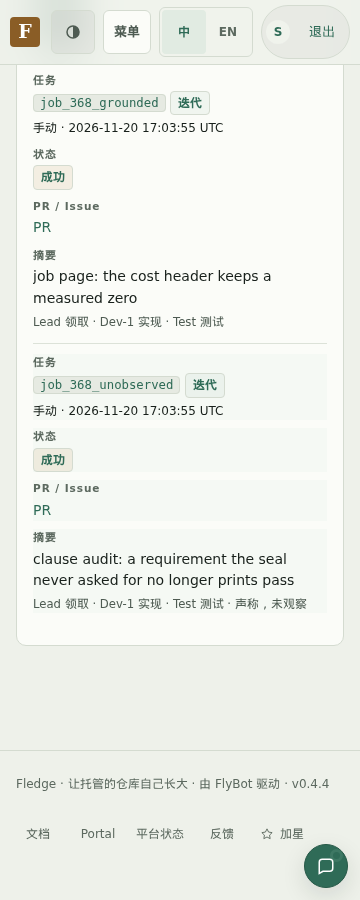 F 菜单 中 EN S 退出
任务
job_368_grounded 迭代
手动 · 2026-11-20 17:03:55 UTC
状态
成功
PR / Issue
PR
摘要
job page: the cost header keeps a
measured zero
Lead 领取 · Dev-1 实现 · Test 测试
任务
job_368_unobserved 迭代
手动 · 2026-11-20 17:03:55 UTC
状态
成功
PR / Issue
PR
摘要
clause audit: a requirement the seal
never asked for no longer prints pass
Lead 领取 · Dev-1 实现 · Test 测试 · 声称，未观察
Fledge · 让托管的仓库自己长大 · 由 FlyBot 驱动 · v0.4.4
文档 Portal 平台状态 反馈 加星